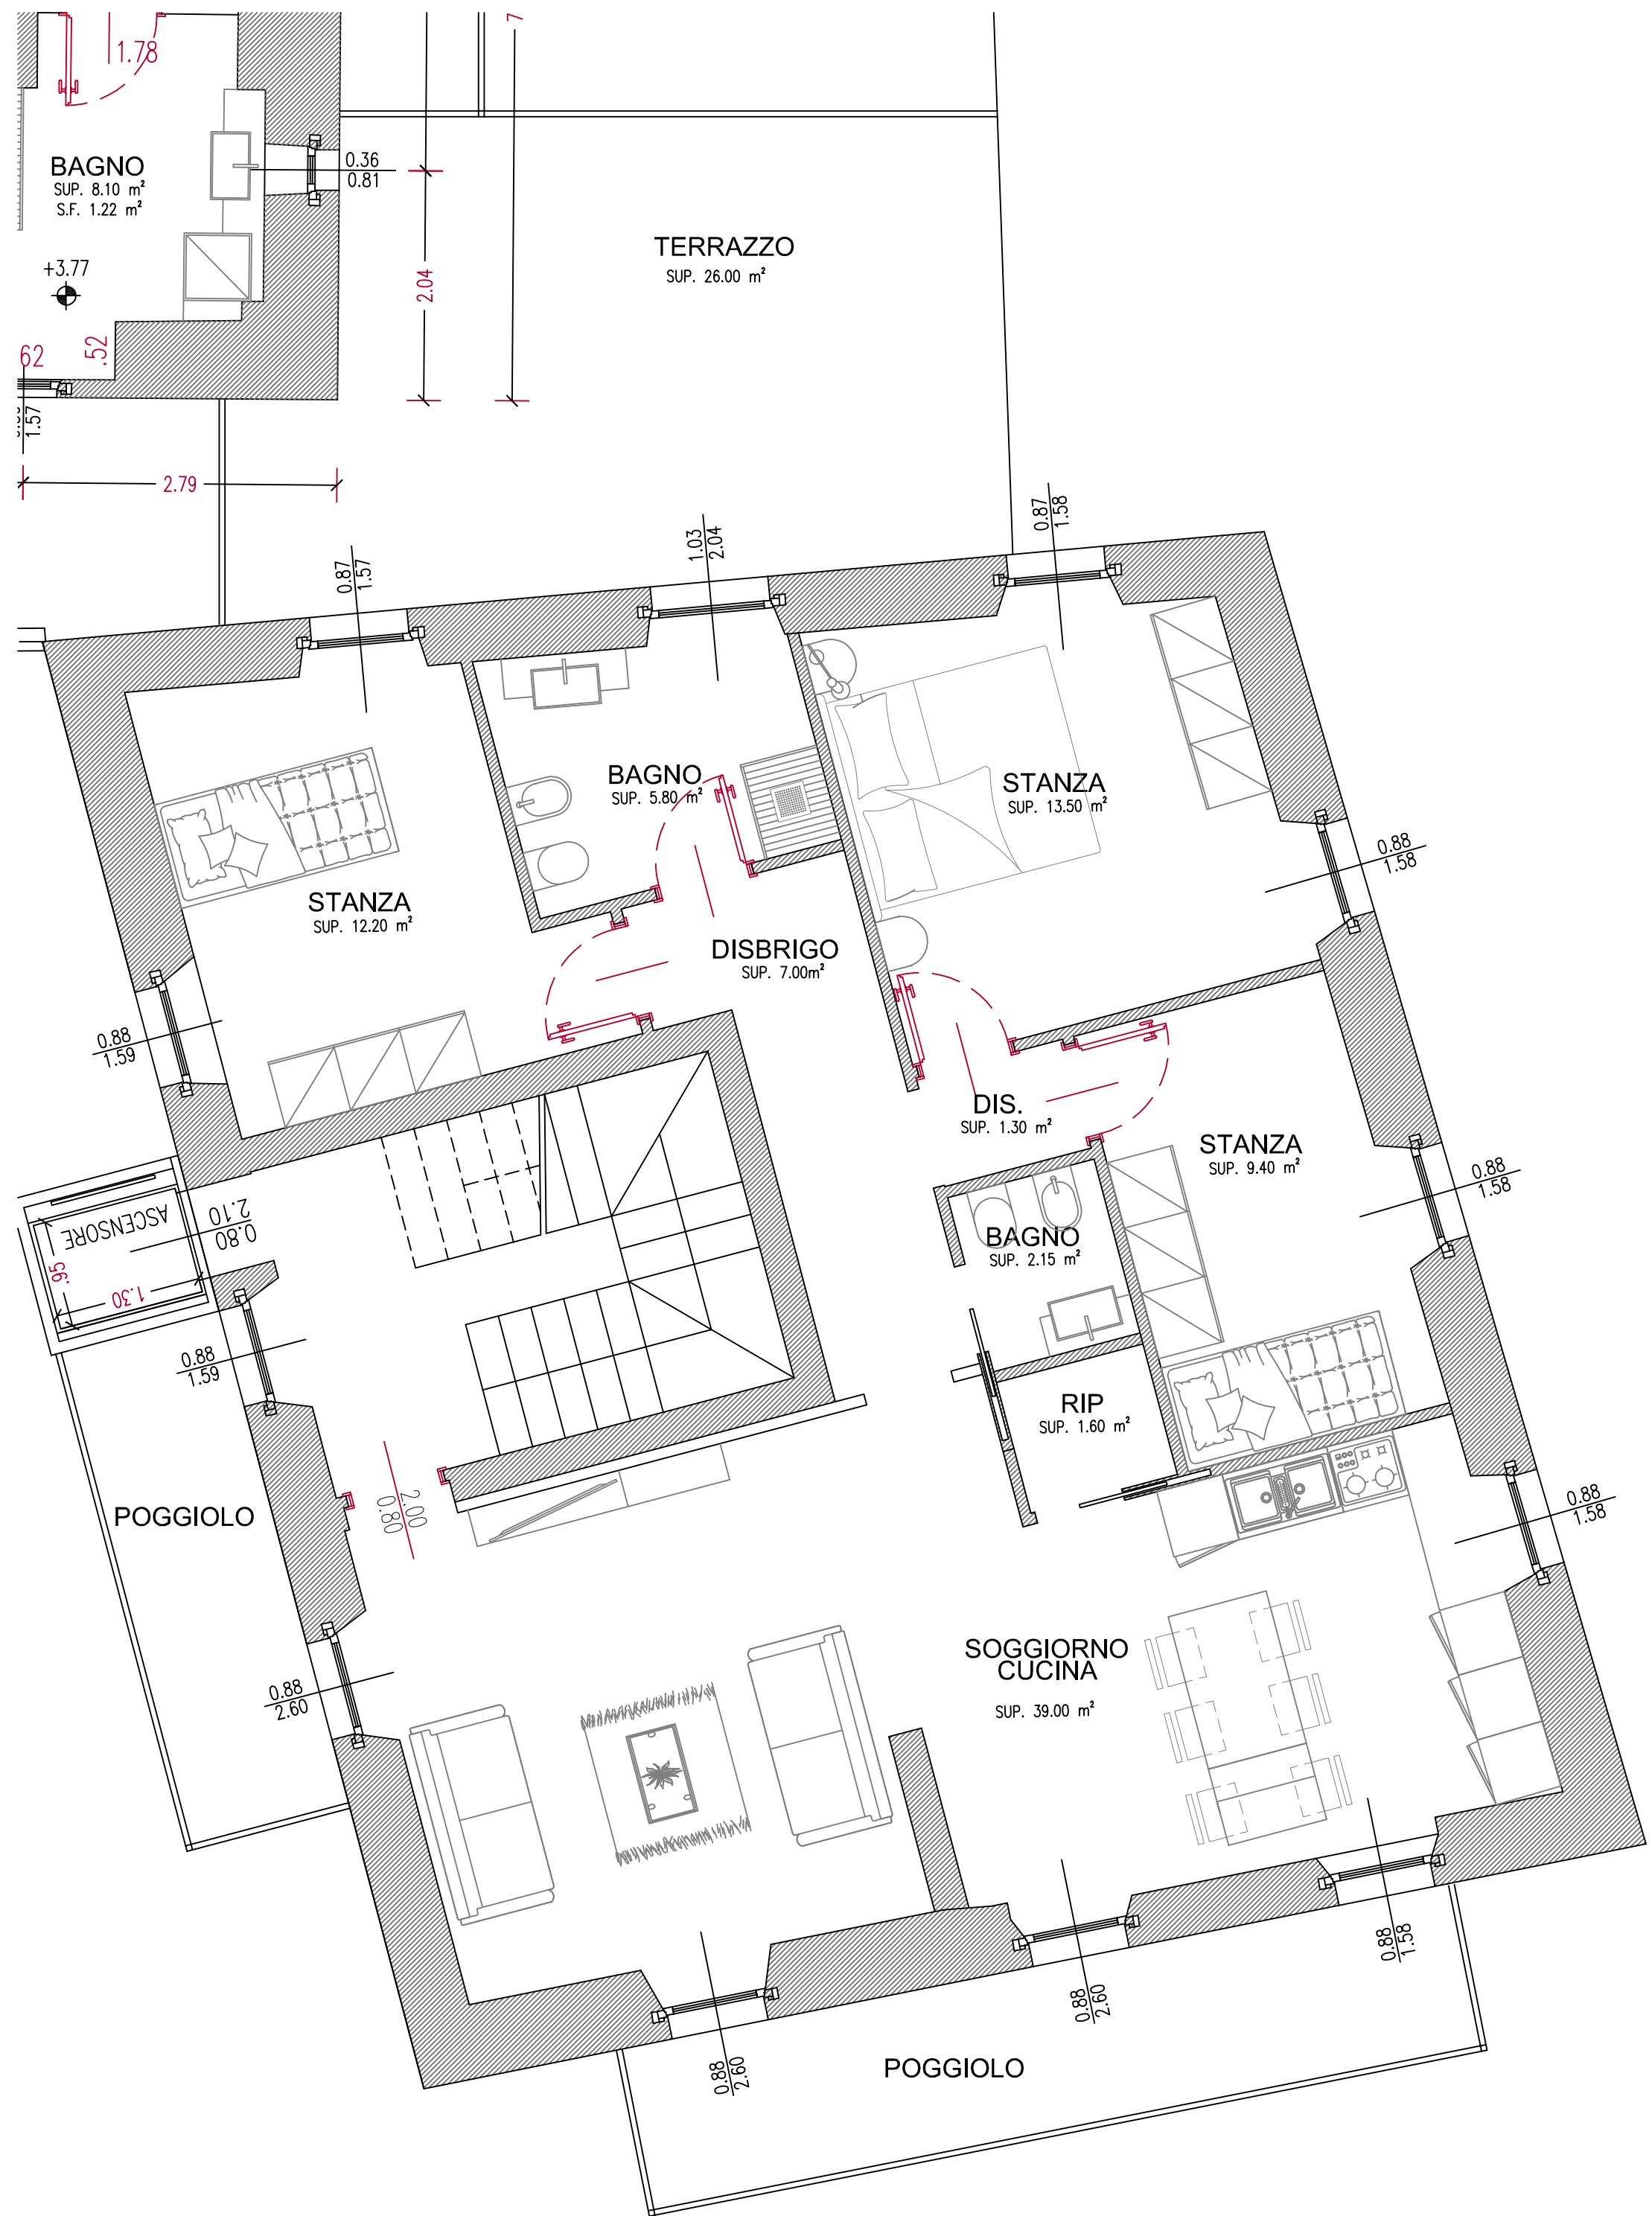 1.78
7
BAGNO
SUP. 8.10 m²
S.F. 1.22 m²
0.36
0.81
+3.77
2.04
TERRAZZO
SUP. 26.00 m²
62
.52
1.57
2.79
0.87
1.57
1.03
2.04
0.87
1.58
BAGNO
SUP. 5.80 m²
STANZA
SUP. 13.50 m²
0.88
1.58
STANZA
SUP. 12.20 m²
DISBRIGO
SUP. 7.00m²
0.88
1.59
DIS.
SUP. 1.30 m²
STANZA
SUP. 9.40 m²
0.88
1.58
ASCENSORE
0.80
2.10
.95
1.30
BAGNO
SUP. 2.15 m²
0.88
1.59
RIP
SUP. 1.60 m²
POGGIOLO
0.80
2.00
0.88
1.58
SOGGIORNO
CUCINA
SUP. 39.00 m²
0.88
2.60
0.88
1.58
0.88
2.60
0.88
2.60
POGGIOLO